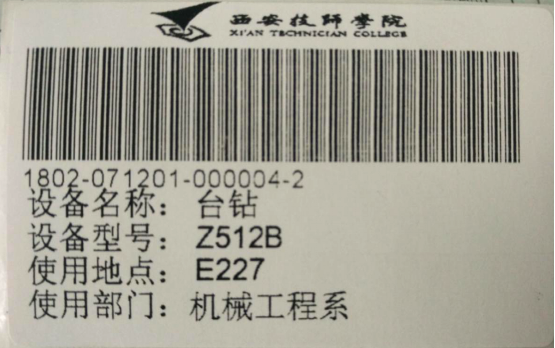 西安技師学院
XI'AN TECHNICIAN COLLEGE
1802-071201-000004-2
设备名称：台钻
设备型号：Z512B
使用地点：E227
使用部门：机械工程系